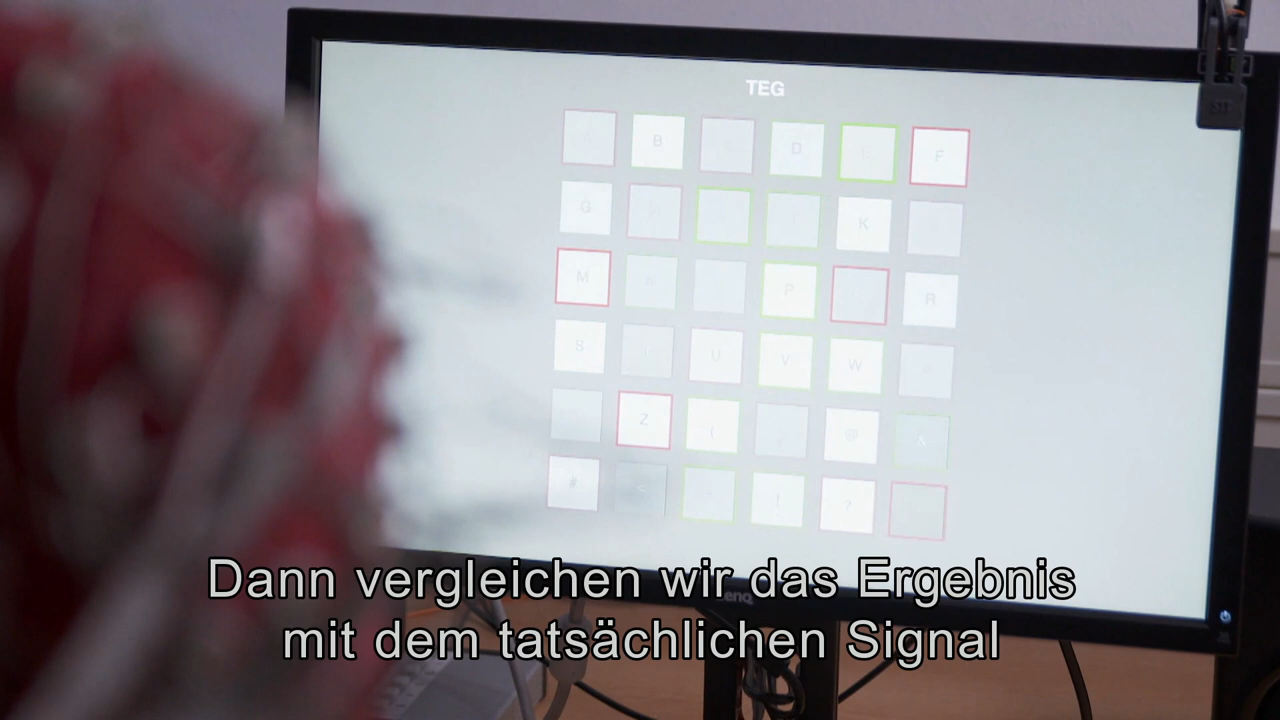 TEG
B D F
G K
M P R
S U V W
Z ( @ &
# < ! ?
Dann vergleichen wir das Ergebnis
mit dem tatsächlichen Signal